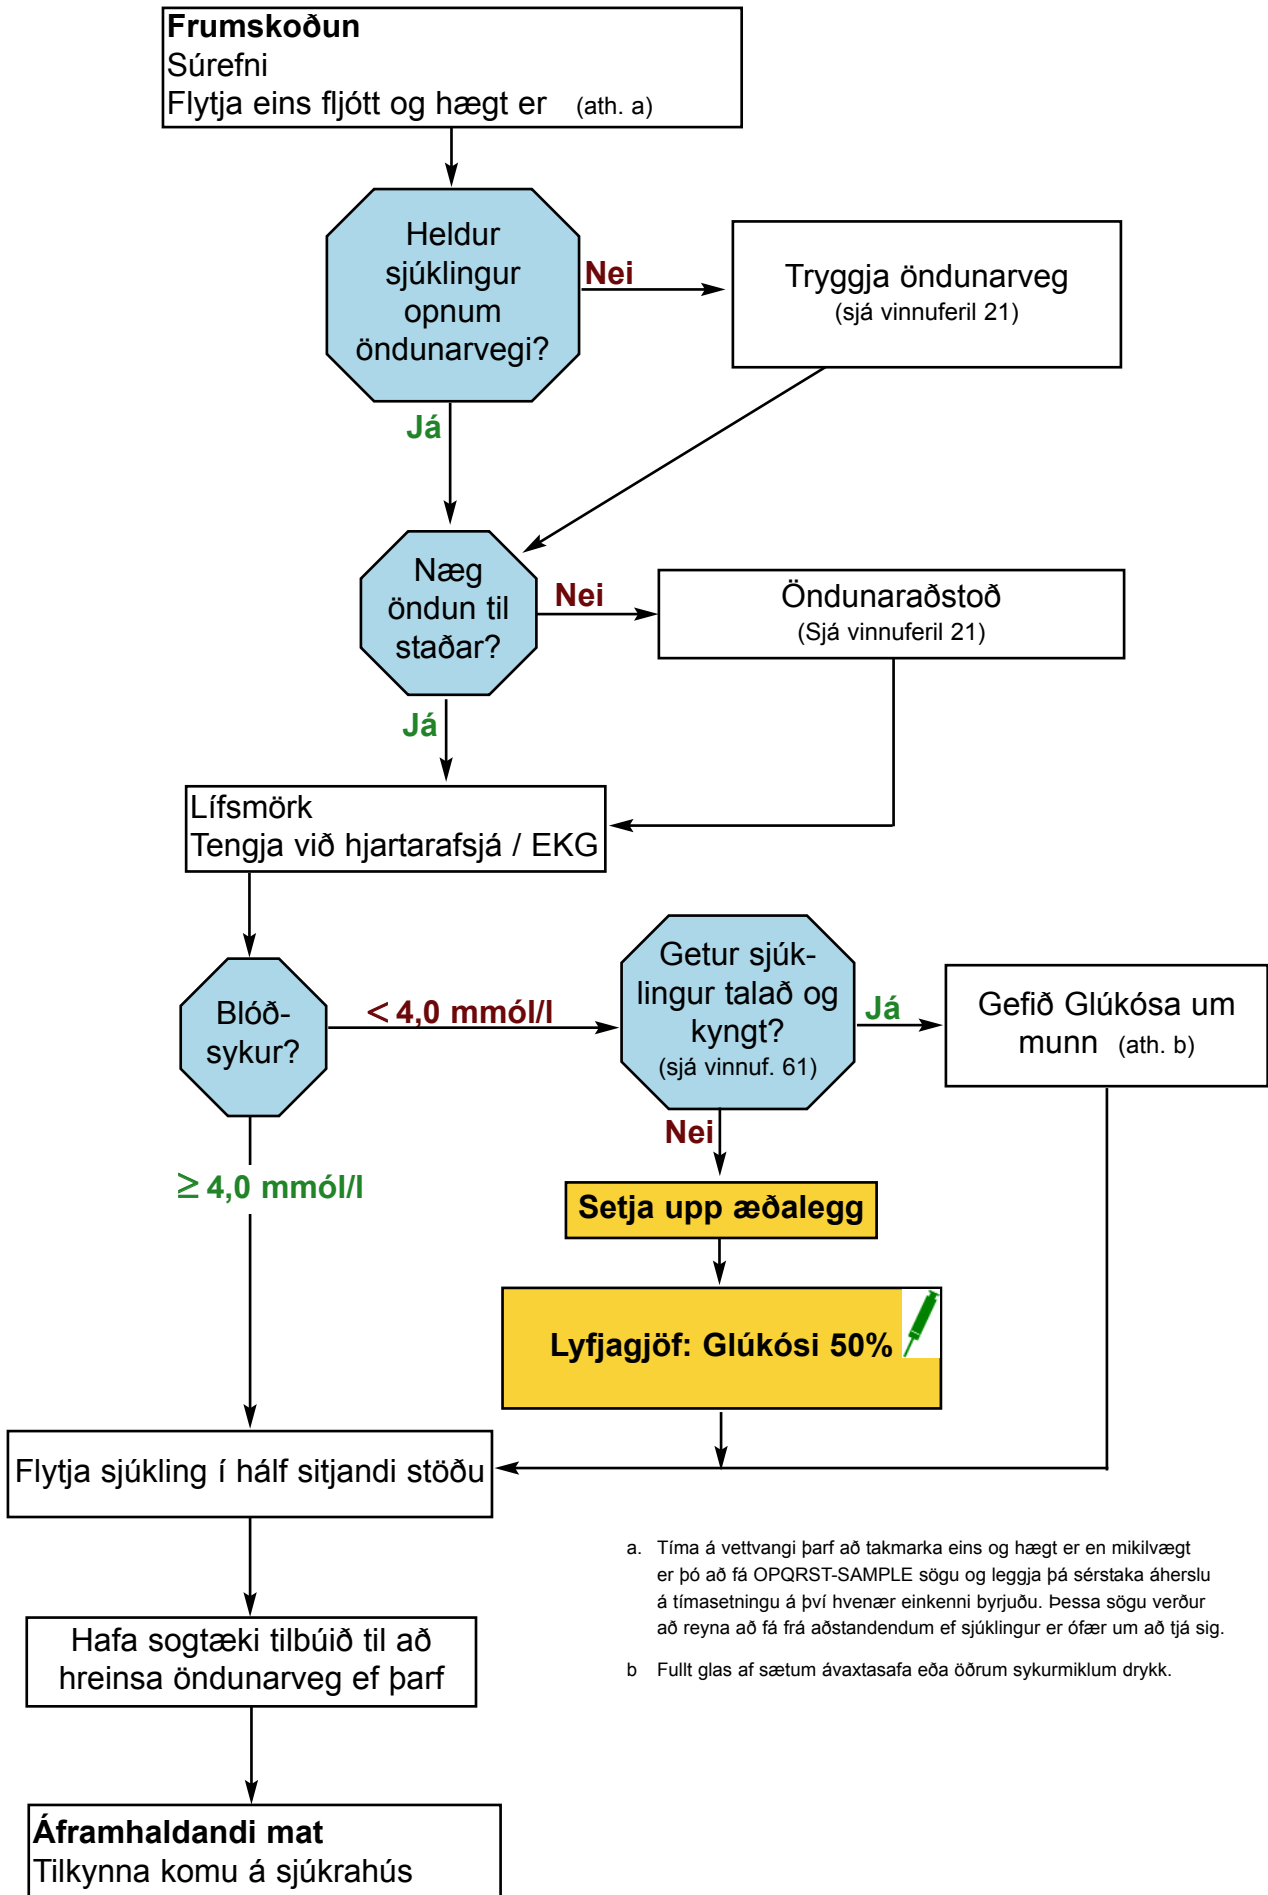 Frumskoðun
Súrefni
Flytja eins fljótt og hægt er (ath. a)
Heldur
sjúklingur
opnum
öndunarvegi?
Nei
Tryggja öndunarveg
(sjá vinnuferil 21)
Já
Næg
öndun til
staðar?
Nei
Öndunaraðstoð
(Sjá vinnuferil 21)
Já
Lífsmörk
Tengja við hjartarafsjá / EKG
Blóð-
sykur?
< 4,0 mmól/l
Getur sjúk-
lingur talað og
kyngt?
(sjá vinnuf. 61)
Já
Gefið Glúkósa um
munn (ath. b)
Nei
≥ 4,0 mmól/l
Setja upp æðalegg
Lyfjagjöf: Glúkósi 50%
Flytja sjúkling í hálf sitjandi stöðu
a. Tíma á vettvangi þarf að takmarka eins og hægt er en mikilvægt
er þó að fá OPQRST-SAMPLE sögu og leggja þá sérstaka áherslu
á tímasetningu á því hvenær einkenni byrjuðu. Þessa sögu verður
að reyna að fá frá aðstandendum ef sjúklingur er ófær um að tjá sig.
b Fullt glas af sætum ávaxtasafa eða öðrum sykurmiklum drykk.
Hafa sogtæki tilbúið til að
hreinsa öndunarveg ef þarf
Áframhaldandi mat
Tilkynna komu á sjúkrahús